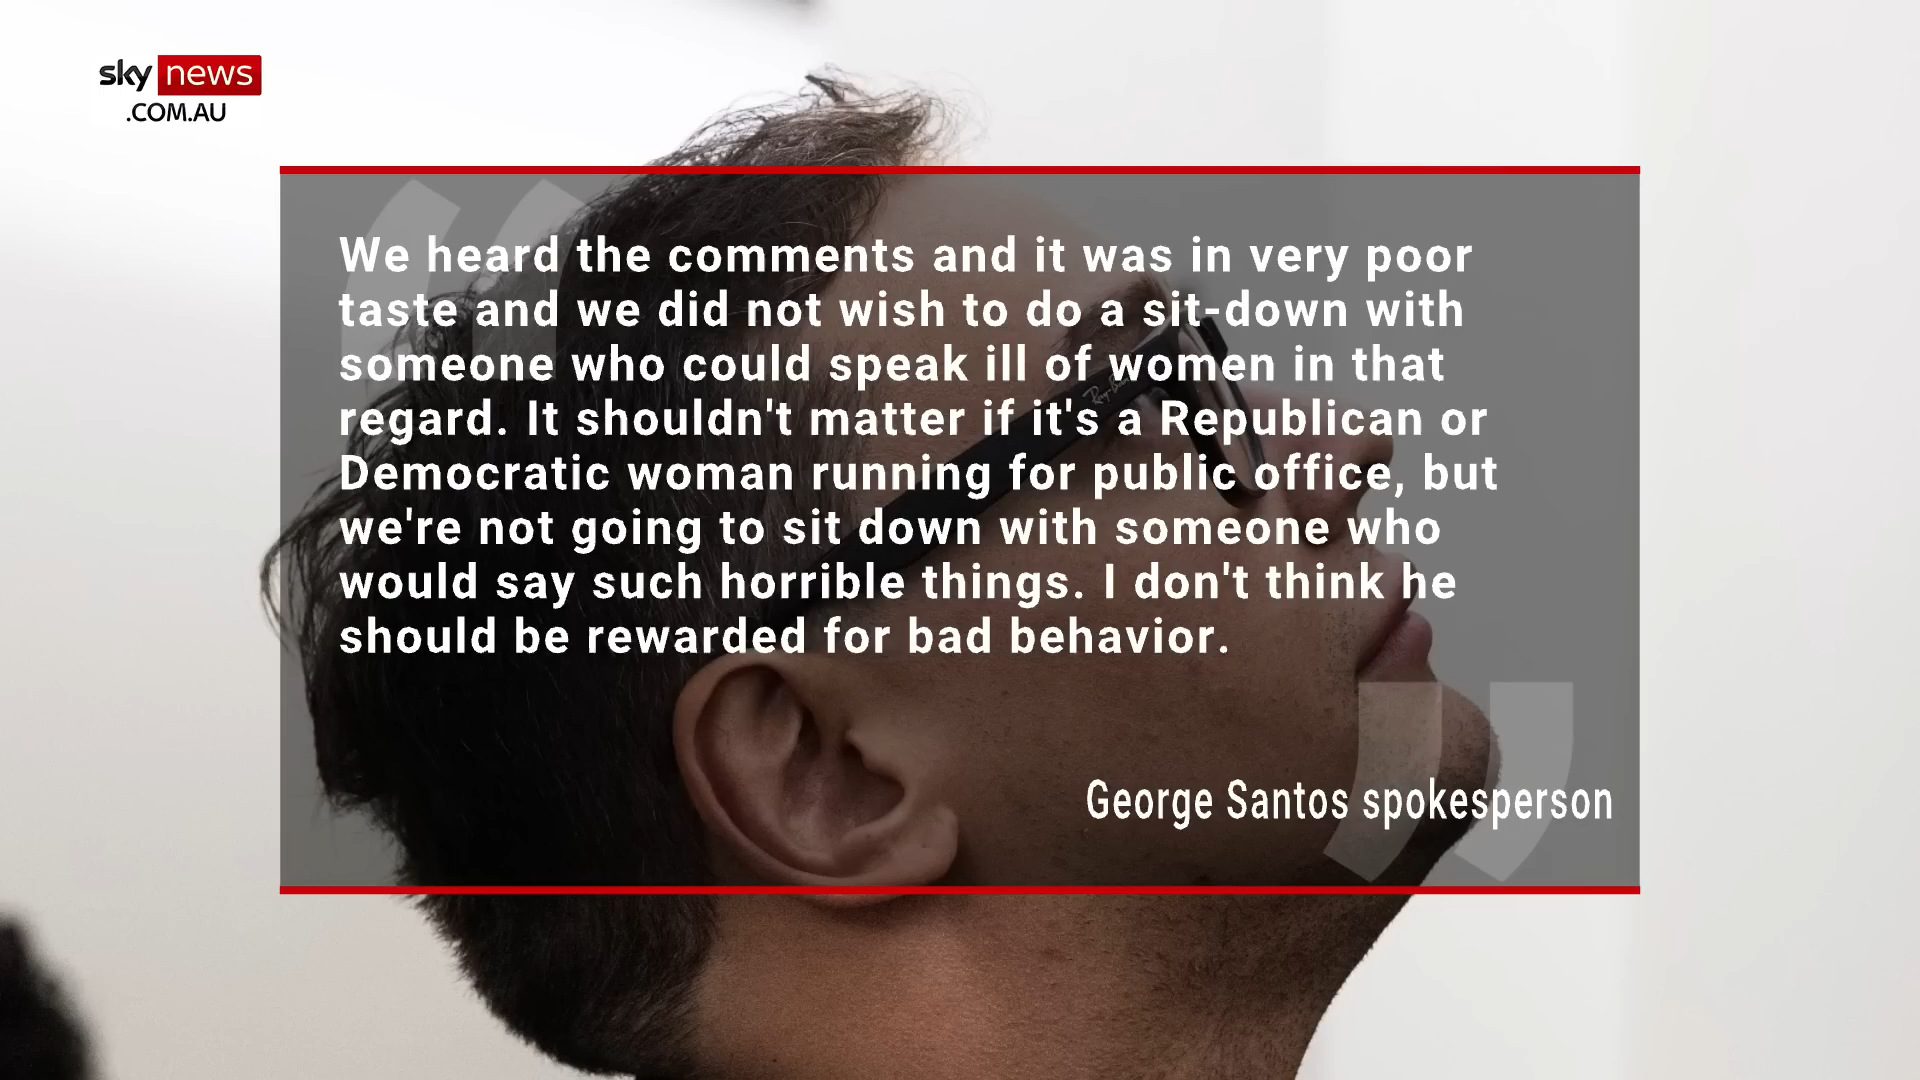 sky news
.COM.AU
We heard the comments and it was in very poor
taste and we did not wish to do a sit-down with
someone who could speak ill of women in that
regard. It shouldn't matter if it's a Republican or
Democratic woman running for public office, but
we're not going to sit down with someone who
would say such horrible things. I don't think he
should be rewarded for bad behavior.
Ray-Ban
George Santos spokesperson